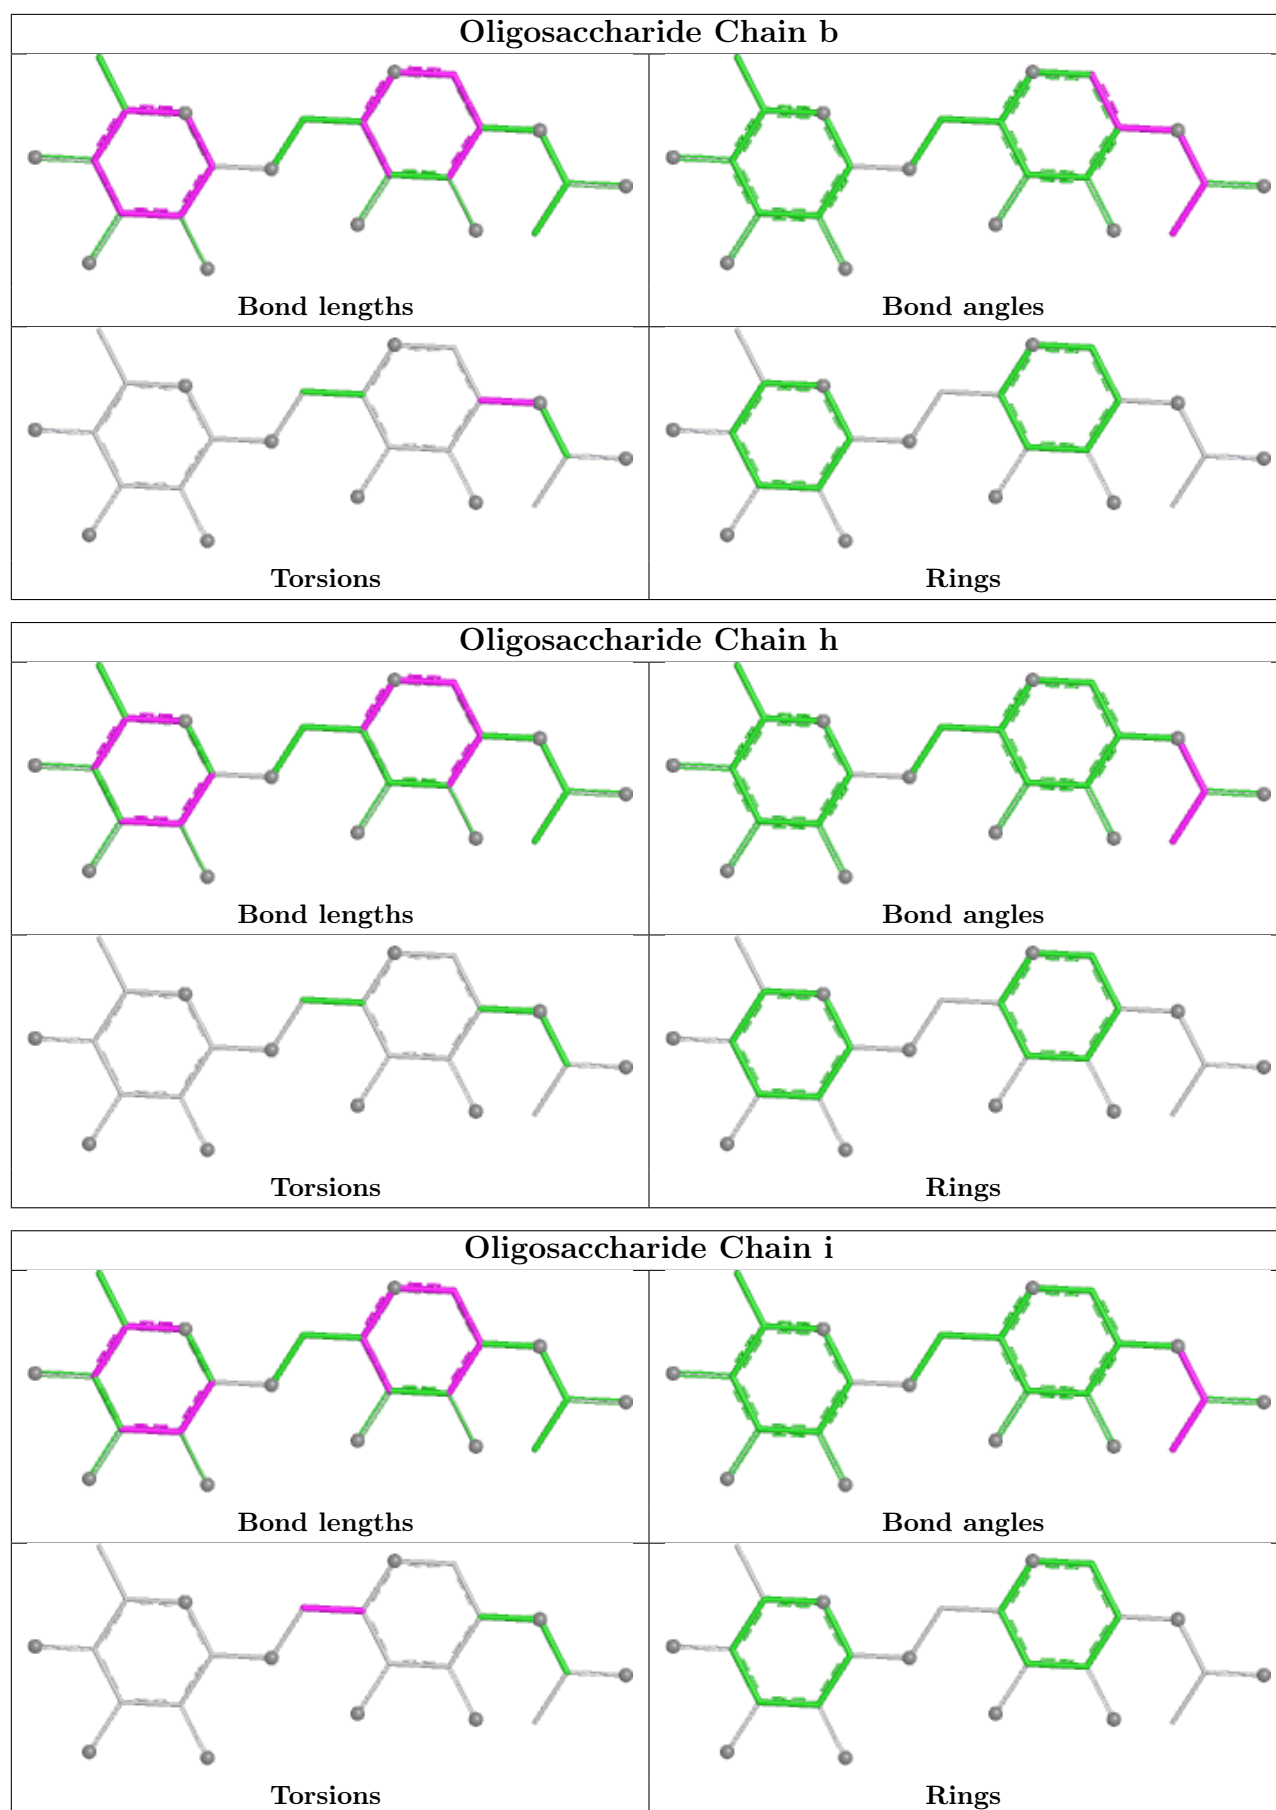 Oligosaccharide Chain b
Bond lengths
Bond angles
Torsions
Rings
Oligosaccharide Chain h
Bond lengths
Bond angles
Torsions
Rings
Oligosaccharide Chain i
Bond lengths
Bond angles
Torsions
Rings